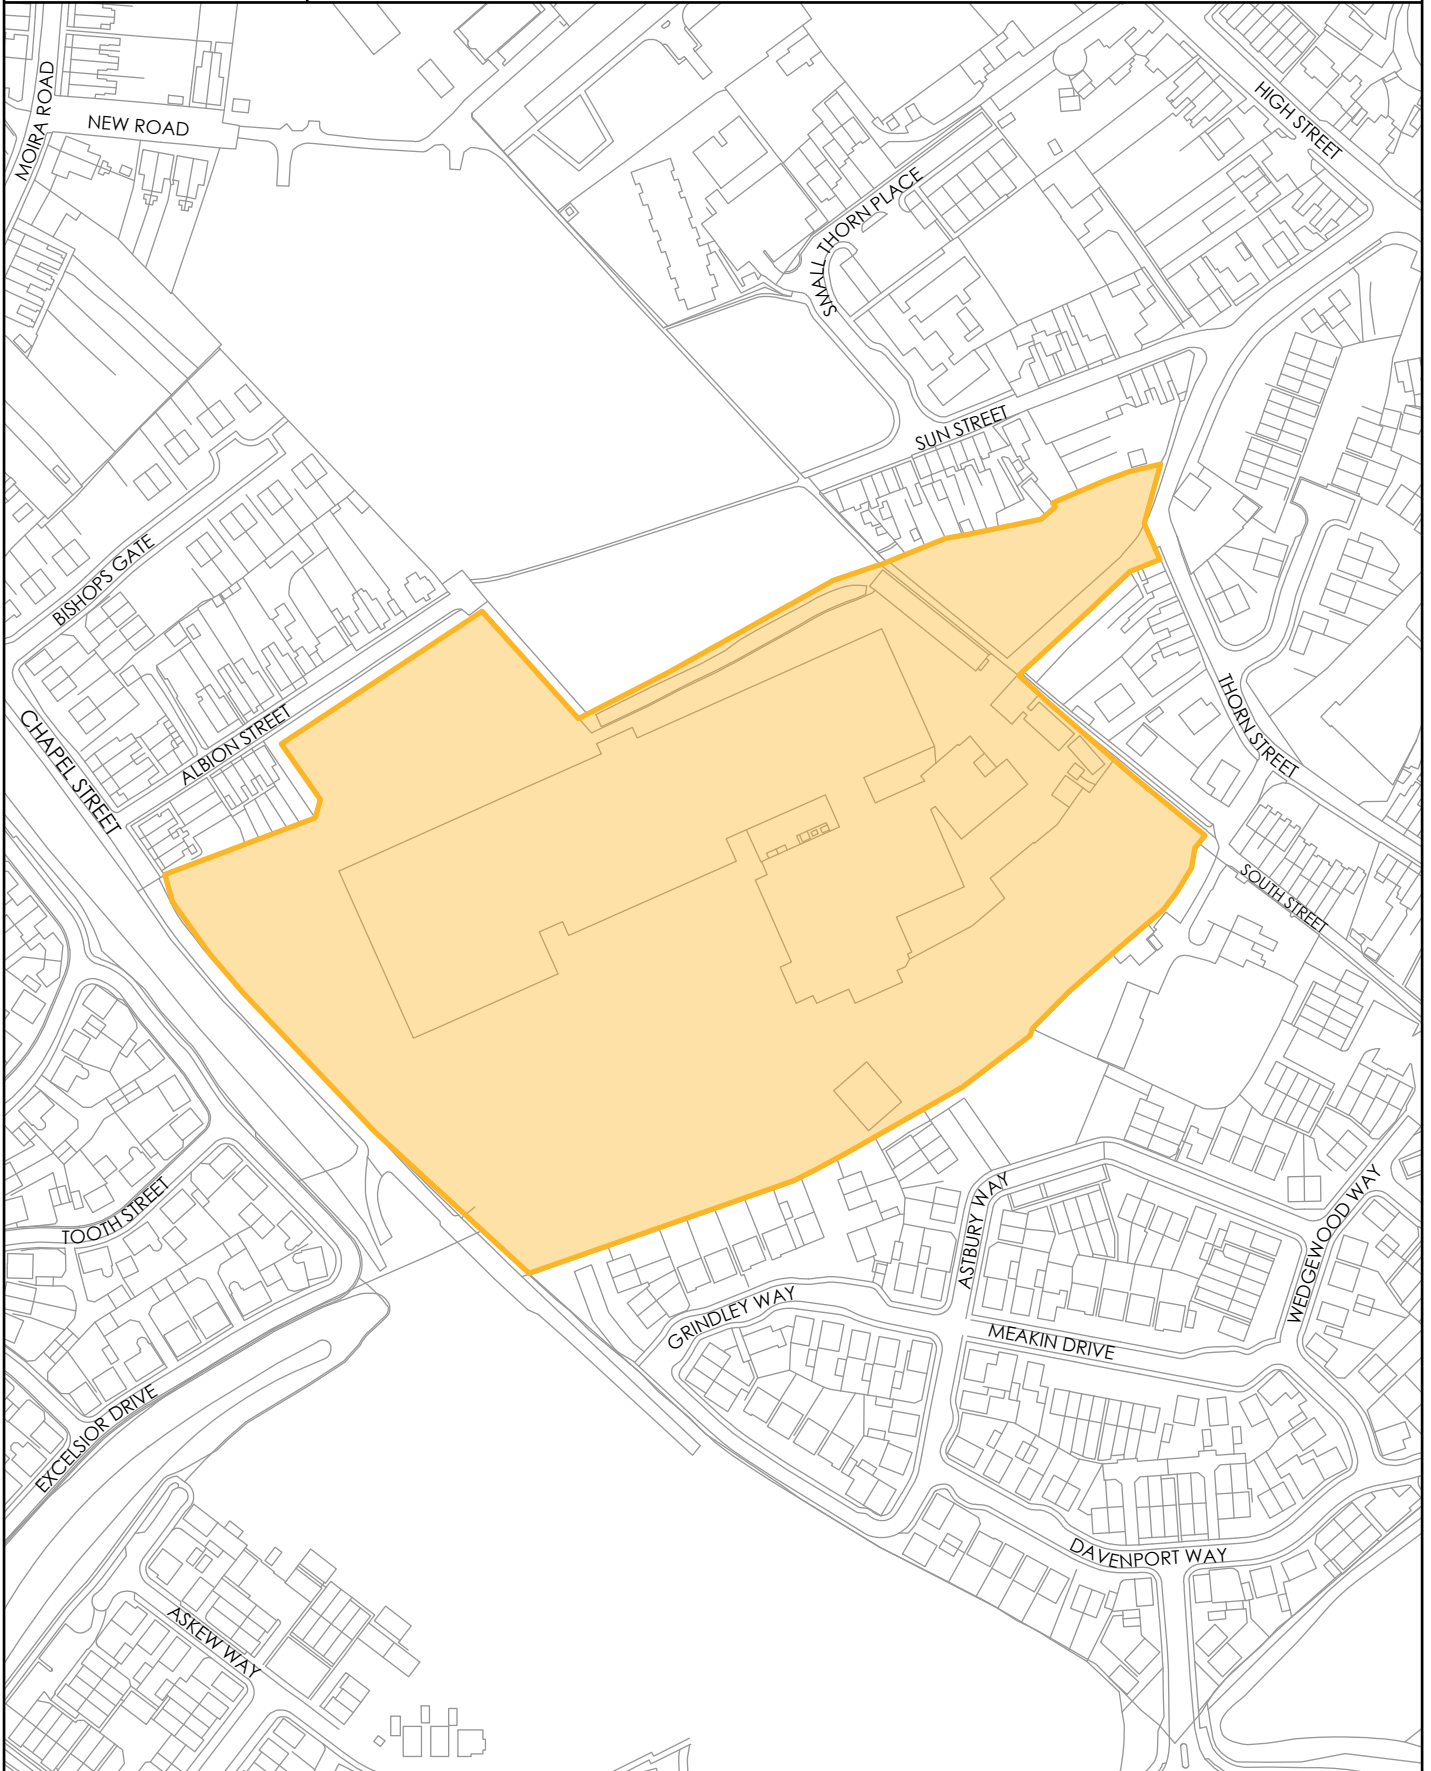 MOIRA ROAD
NEW ROAD
HIGH STREET
SMALL THORN PLACE
SUN STREET
BISHOPS GATE
ALBION STREET
CHAPEL STREET
THORN STREET
SOUTH STREET
TOOTH STREET
ASTBURY WAY
WEDGEWOOD WAY
GRINDLEY WAY
MEAKIN DRIVE
EXCELSIOR DRIVE
DAVENPORT WAY
ASKEW WAY